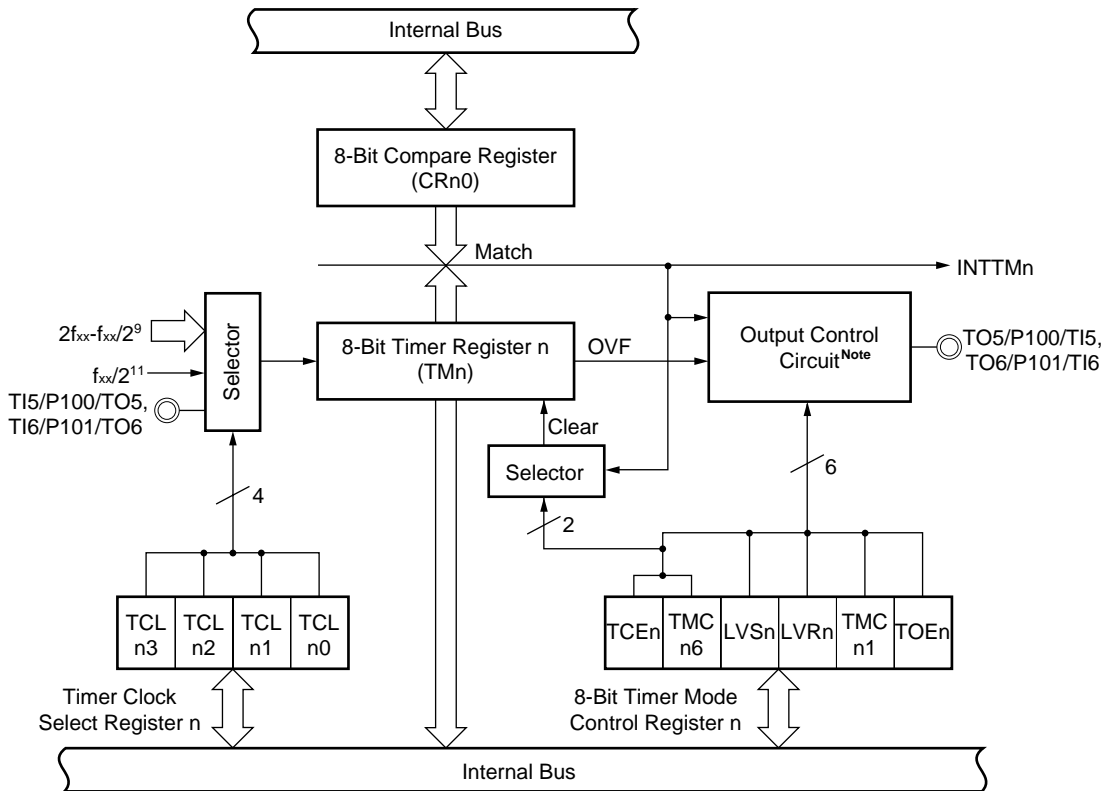 Internal Bus
8-Bit Compare Register
(CRn0)
Match
INTTMn
2fxx-fxx/2⁹
fxx/2¹¹
TI5/P100/TO5,
TI6/P101/TO6
Selector
8-Bit Timer Register n
(TMn)
OVF
Output Control
Circuit^Note
TO5/P100/TI5,
TO6/P101/TI6
Clear
Selector
4
2
6
TCL
n3
TCL
n2
TCL
n1
TCL
n0
TCEn
TMC
n6
LVSn
LVRn
TMC
n1
TOEn
Timer Clock
Select Register n
8-Bit Timer Mode
Control Register n
Internal Bus